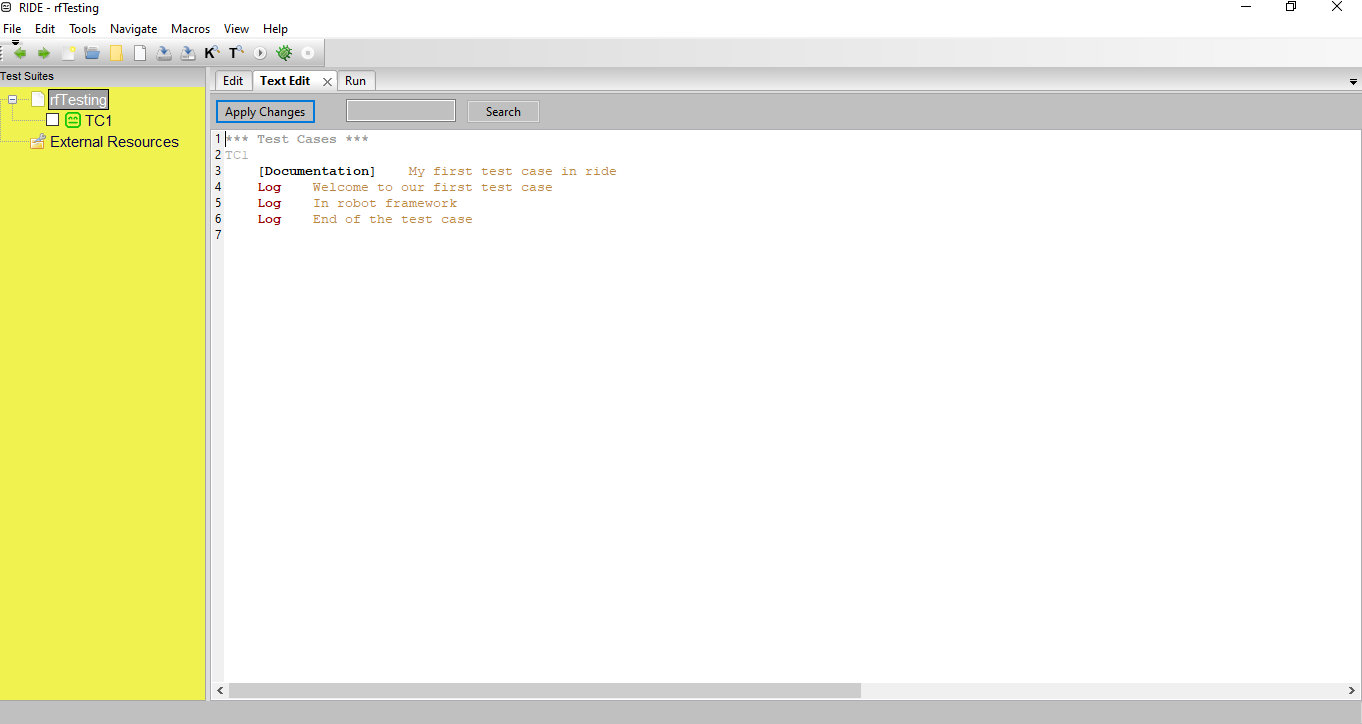 RIDE - rfTesting
File Edit Tools Navigate Macros View Help
K T
Test Suites
Edit Text Edit Run
rfTesting
TC1
External Resources
Apply Changes Search
1 *** Test Cases ***
2 TC1
3 [Documentation] My first test case in ride
4 Log Welcome to our first test case
5 Log In robot framework
6 Log End of the test case
7